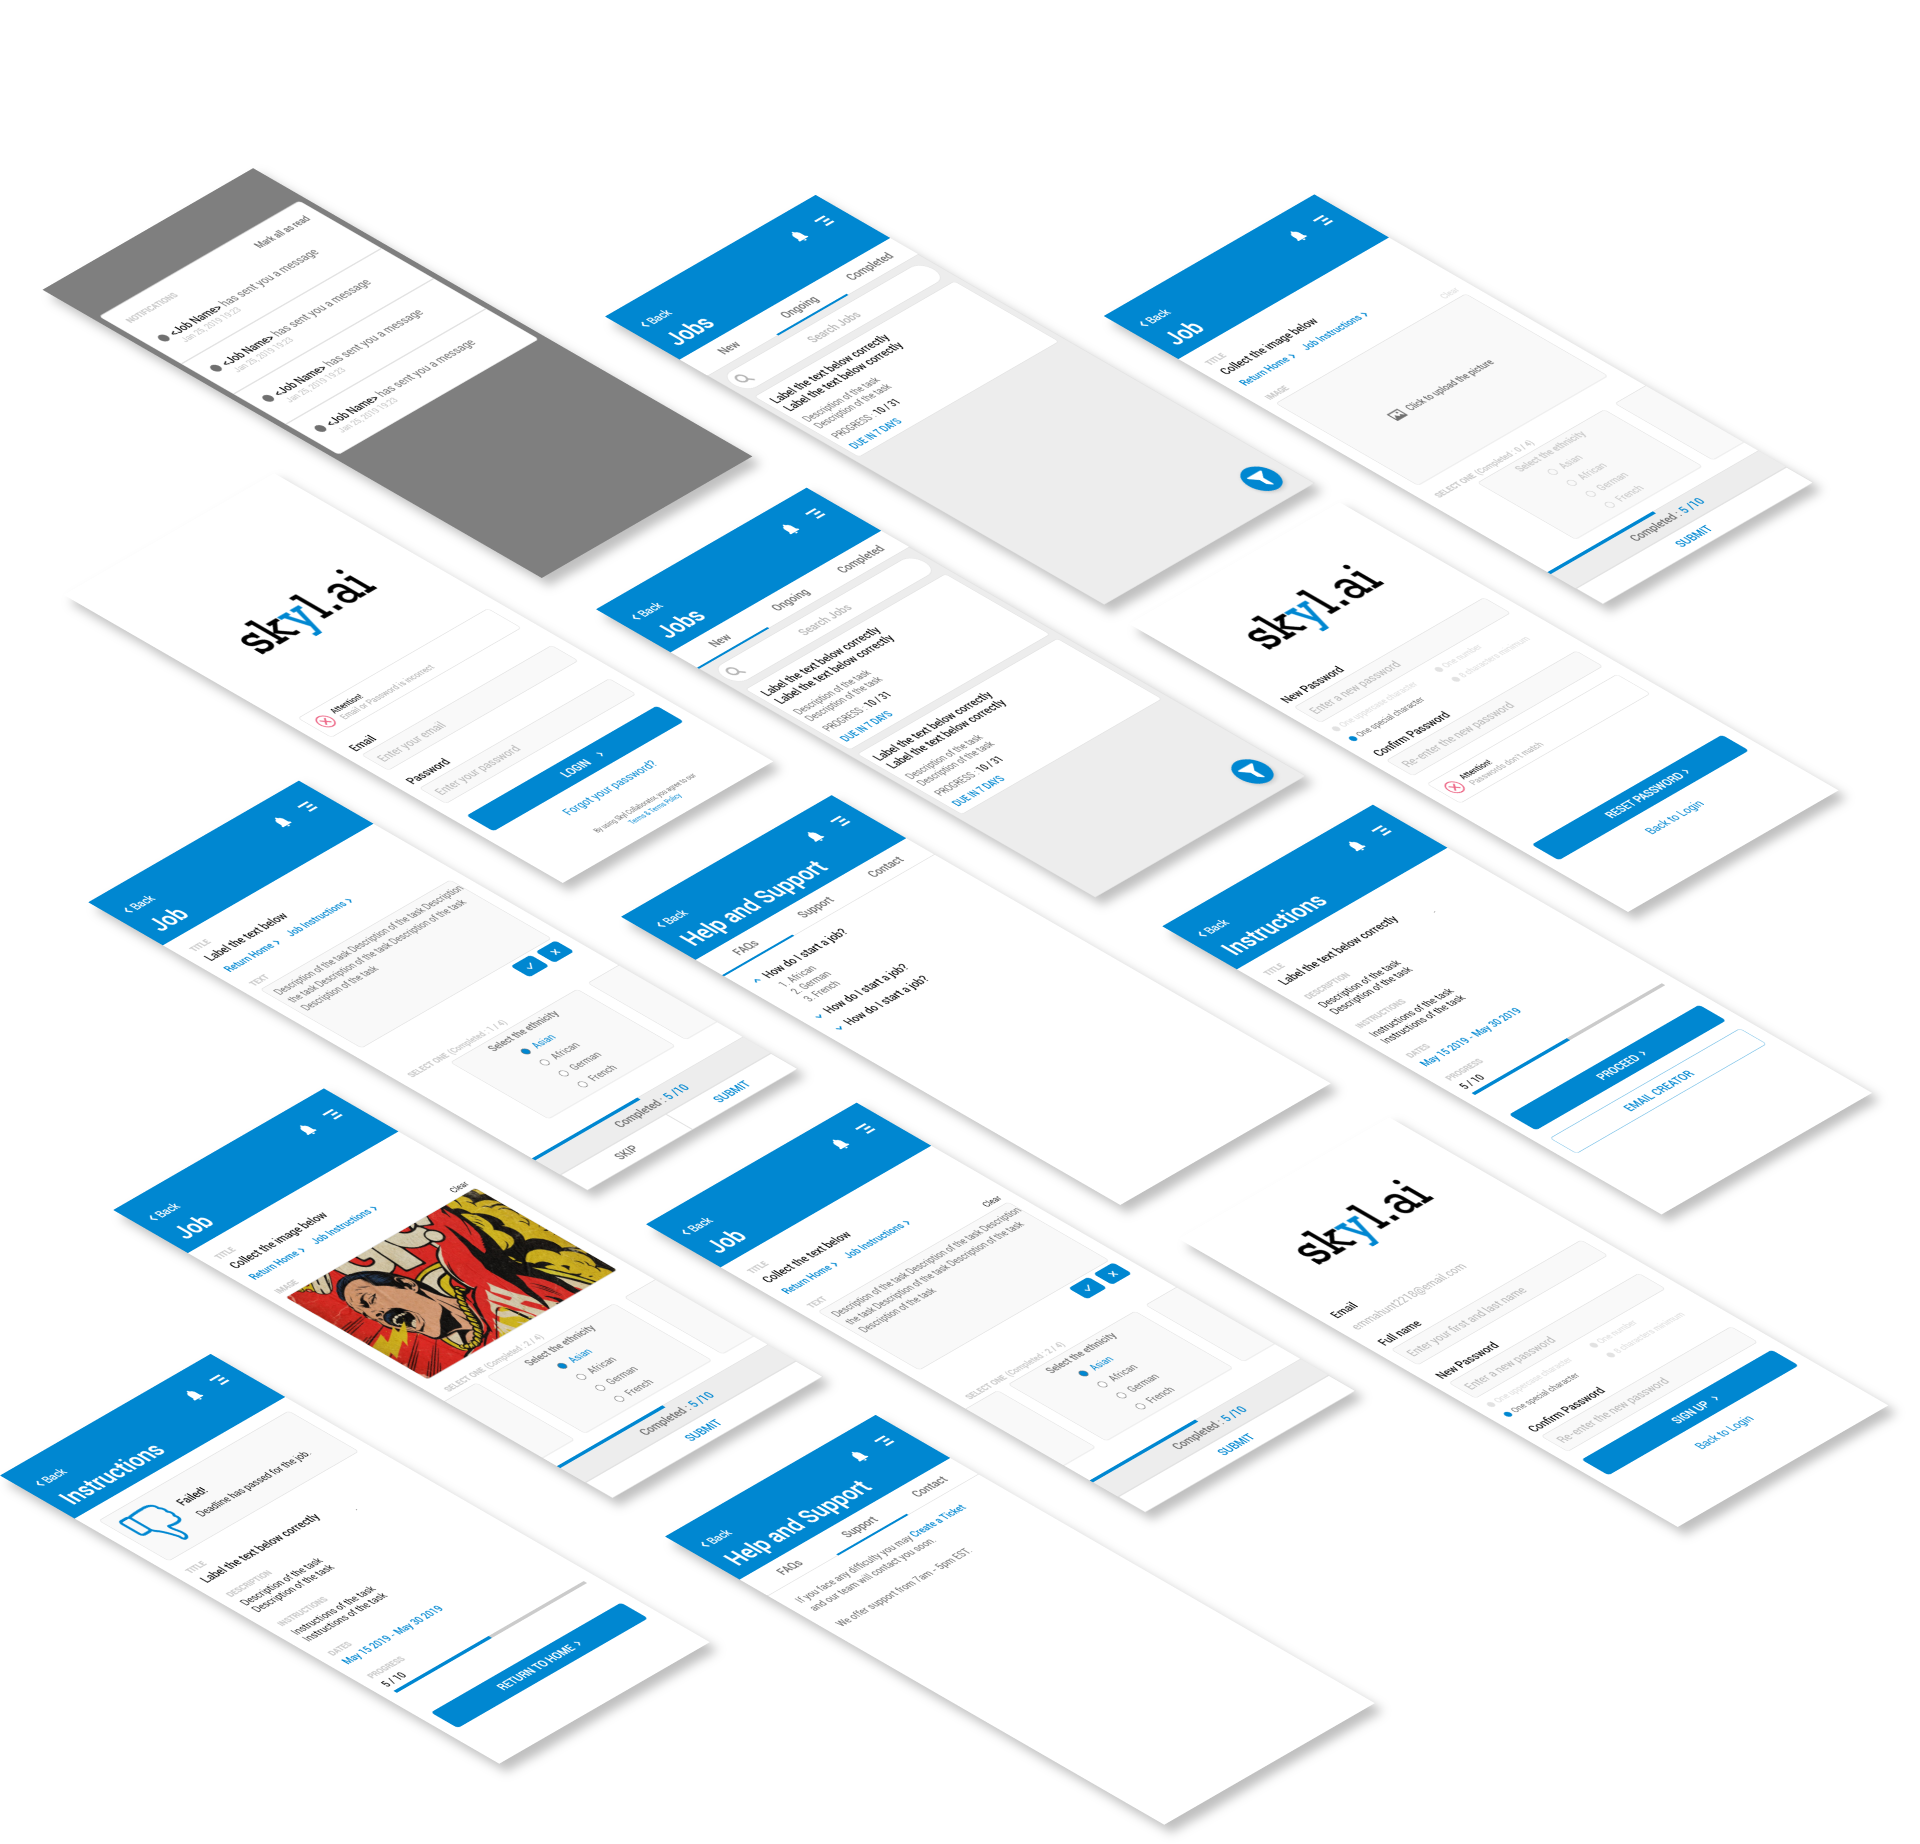 Mark all as read
NOTIFICATIONS
<Job Name> has sent you a message
Jan 25, 2019 19:23
<Job Name> has sent you a message
Jan 25, 2019 19:23
<Job Name> has sent you a message
Jan 25, 2019 19:23
<Job Name> has sent you a message
Jan 25, 2019 19:23
Back
Jobs
New
Ongoing
Completed
Search Jobs
Label the text below correctly
Label the text below correctly
Description of the task
Description of the task
PROGRESS 10 / 31
DUE IN 7 DAYS
Back
Job
Clear
TITLE
Collect the image below
Return Home
Job Instructions
IMAGE
Click to upload the picture
SELECT ONE (Completed : 0 / 4)
Select the ethnicity
Asian
African
German
French
Completed : 5 /10
SUBMIT
skyl.ai
Attention!
Email or Password is incorrect
Email
Enter your email
Password
Enter your password
LOGIN
Forgot your password?
By using Skyl Collaborator, you agree to our
Terms & Terms Policy
Back
Jobs
New
Ongoing
Completed
Search Jobs
Label the text below correctly
Label the text below correctly
Description of the task
Description of the task
PROGRESS 10 / 31
DUE IN 7 DAYS
Label the text below correctly
Label the text below correctly
Description of the task
Description of the task
PROGRESS 10 / 31
DUE IN 7 DAYS
skyl.ai
New Password
Enter a new password
One uppercase character
One number
One special character
8 characters minimum
Confirm Password
Re-enter the new password
Attention!
Passwords don't match
RESET PASSWORD
Back to Login
Back
Job
TITLE
Label the text below
Return Home
Job Instructions
TEXT
Description of the task Description of the task Description
the task Description of the task Description of the task
Description of the task
SELECT ONE (Completed : 1 / 4)
Select the ethnicity
Asian
African
German
French
Completed : 5 /10
SKIP
SUBMIT
Back
Help and Support
FAQs
Support
Contact
How do I start a job?
1. African
2. German
3. French
How do I start a job?
How do I start a job?
Back
Instructions
TITLE
Label the text below correctly
DESCRIPTION
Description of the task
Description of the task
INSTRUCTIONS
Instructions of the task
instructions of the task
DATES
May 15 2019 - May 30 2019
PROGRESS
5 / 10
PROCEED
EMAIL CREATOR
Back
Job
Clear
TITLE
Collect the image below
Return Home
Job Instructions
IMAGE
SELECT ONE (Completed : 2 / 4)
Select the ethnicity
Asian
African
German
French
Completed : 5 /10
SUBMIT
Back
Job
Clear
TITLE
Collect the text below
Return Home
Job Instructions
TEXT
Description of the task Description of the task Description
the task Description of the task Description of the task
Description of the task
SELECT ONE (Completed : 2 / 4)
Select the ethnicity
Asian
African
German
French
Completed : 5 /10
SUBMIT
skyl.ai
Email
emmahunt2218@email.com
Full name
Enter your first and last name
New Password
Enter a new password
One uppercase character
One number
One special character
8 characters minimum
Confirm Password
Re-enter the new password
SIGN UP
Back to Login
Back
Instructions
Failed!
Deadline has passed for the job.
TITLE
Label the text below correctly
DESCRIPTION
Description of the task
Description of the task
INSTRUCTIONS
instructions of the task
instructions of the task
DATES
May 15 2019 - May 30 2019
PROGRESS
5 / 10
RETURN TO HOME
Back
Help and Support
FAQs
Support
Contact
If you face any difficulty you may Create a Ticket
and our team will contact you soon.
We offer support from 7am - 5pm EST.